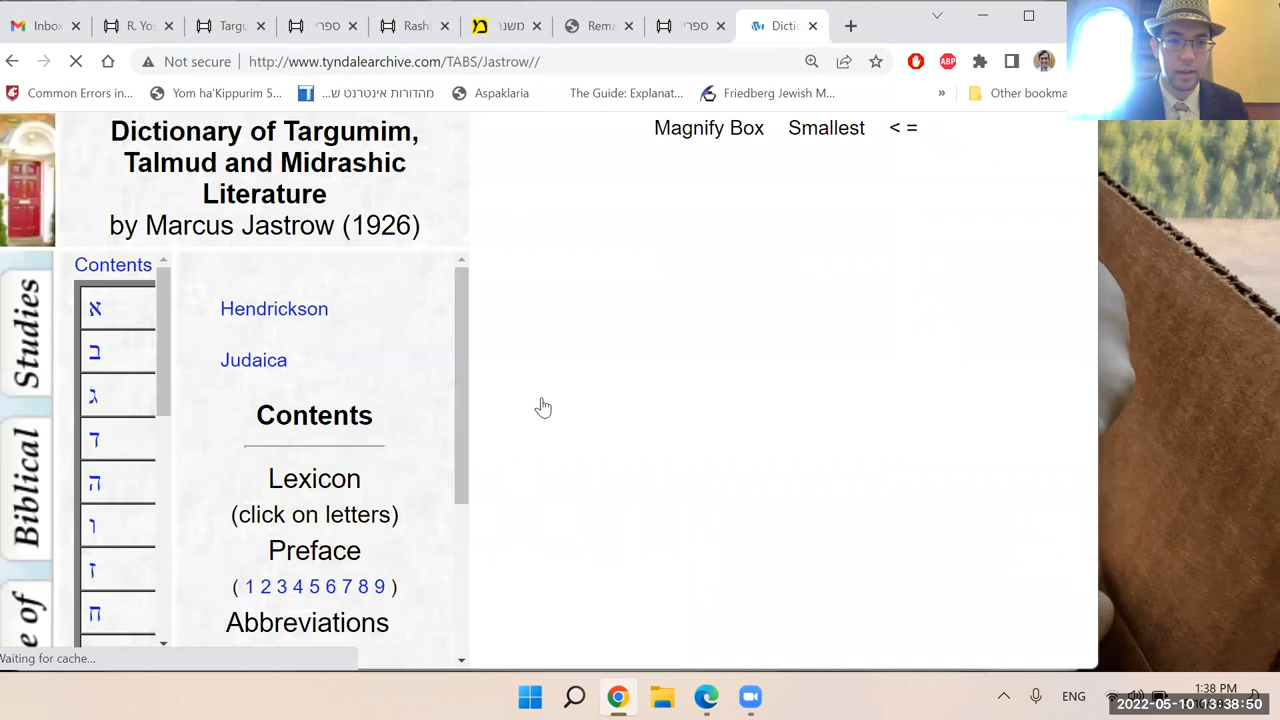 Inbox
R. Yo
Targu
ספרי
Rash
משנה
Rema
ספרי
Dictio
Not secure
http://www.tyndalearchive.com/TABS/Jastrow//
Common Errors in...
Yom ha'Kippurim 5...
מהדורות אינטרנט ש...
Aspaklaria
The Guide: Explanat...
Friedberg Jewish M...
»
Other bookma
Dictionary of Targumim,
Talmud and Midrashic
Literature
by Marcus Jastrow (1926)
Magnify Box Smallest < =
Contents
א
ב
ג
ד
ה
ו
ז
ח
Biblical Studies
e of
Hendrickson
Judaica
Contents
Lexicon
(click on letters)
Preface
( 1 2 3 4 5 6 7 8 9 )
Abbreviations
Waiting for cache...
ENG
1:38 PM
2022-05-10 13:38:50